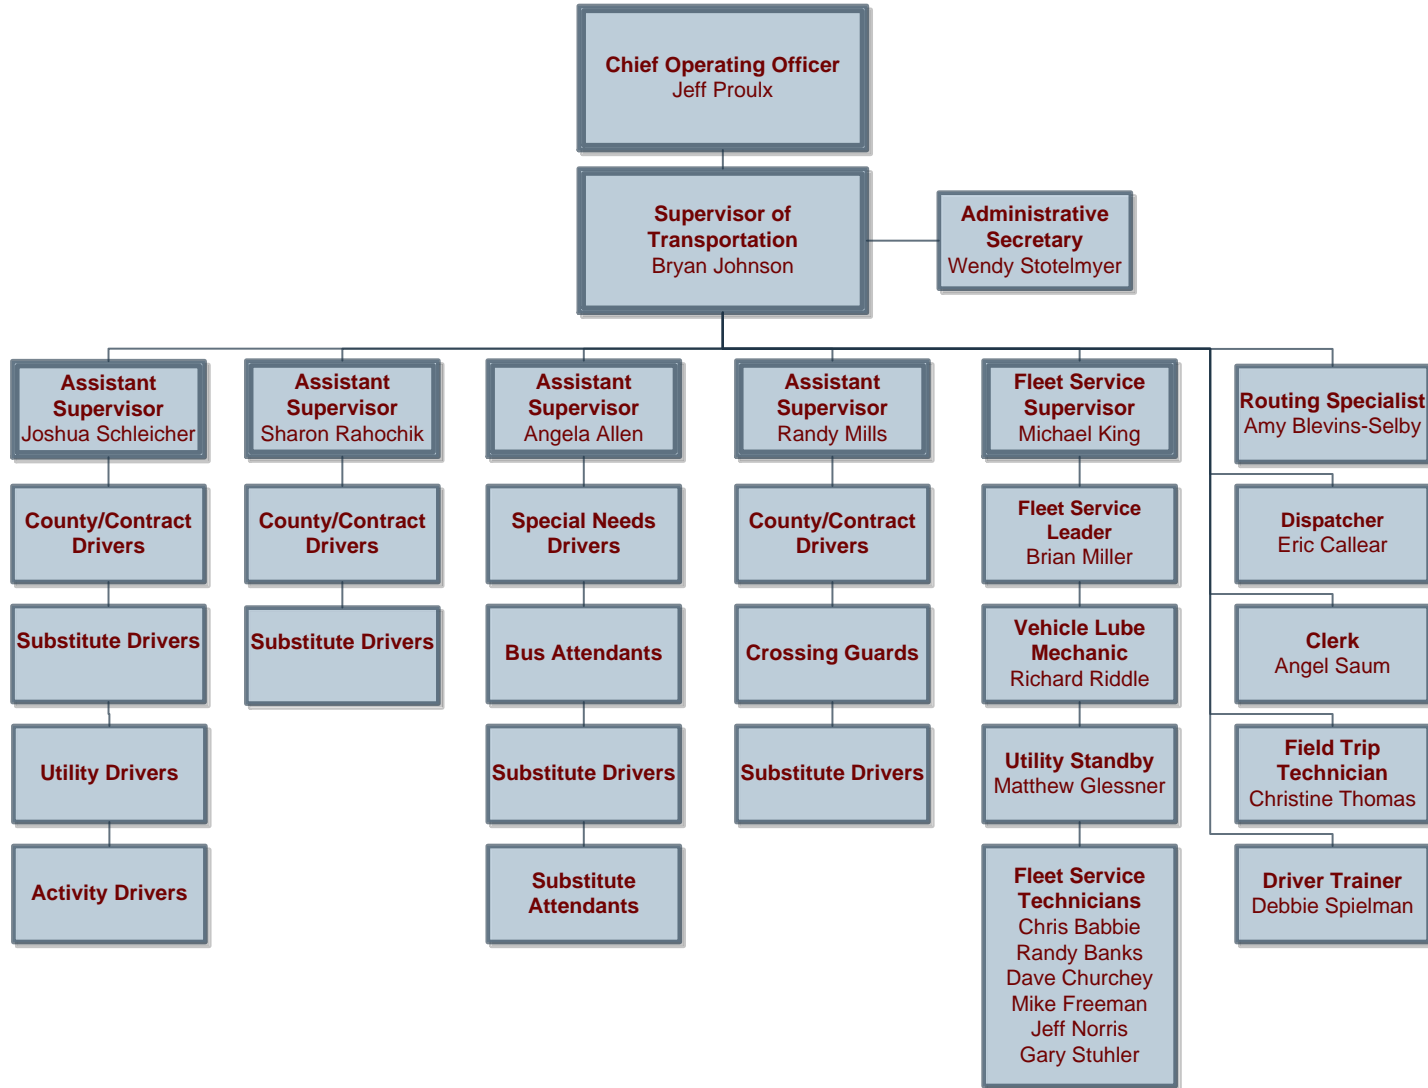 Chief Operating Officer
Jeff Proulx
Supervisor of
Transportation
Bryan Johnson
Administrative
Secretary
Wendy Stotelmyer
Assistant
Supervisor
Joshua Schleicher
Assistant
Supervisor
Sharon Rahochik
Assistant
Supervisor
Angela Allen
Assistant
Supervisor
Randy Mills
Fleet Service
Supervisor
Michael King
Routing Specialist
Amy Blevins-Selby
County/Contract
Drivers
County/Contract
Drivers
Special Needs
Drivers
County/Contract
Drivers
Fleet Service
Leader
Brian Miller
Dispatcher
Eric Callear
Substitute Drivers
Substitute Drivers
Bus Attendants
Crossing Guards
Vehicle Lube
Mechanic
Richard Riddle
Clerk
Angel Saum
Utility Drivers
Substitute Drivers
Substitute Drivers
Utility Standby
Matthew Glessner
Field Trip
Technician
Christine Thomas
Activity Drivers
Substitute
Attendants
Fleet Service
Technicians
Chris Babbie
Randy Banks
Dave Churchey
Mike Freeman
Jeff Norris
Gary Stuhler
Driver Trainer
Debbie Spielman